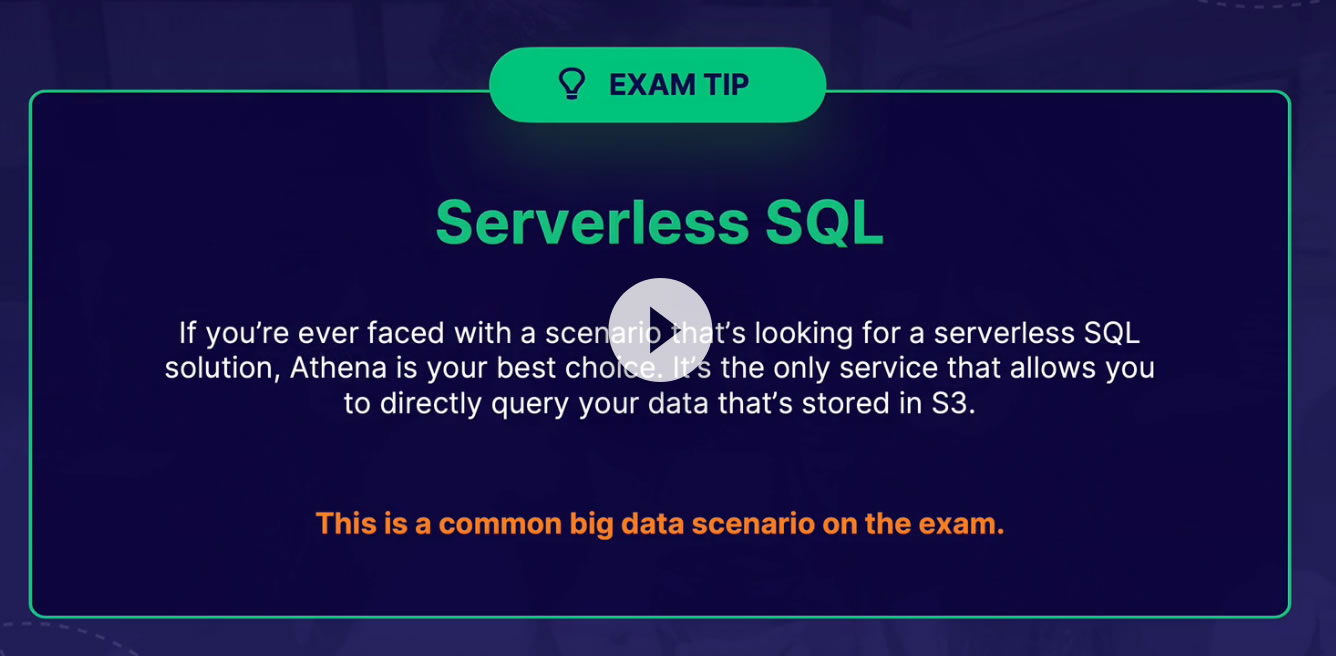 EXAM TIP
Serverless SQL
If you're ever faced with a scenario that's looking for a serverless SQL
solution, Athena is your best choice. It's the only service that allows you
to directly query your data that's stored in S3.
This is a common big data scenario on the exam.